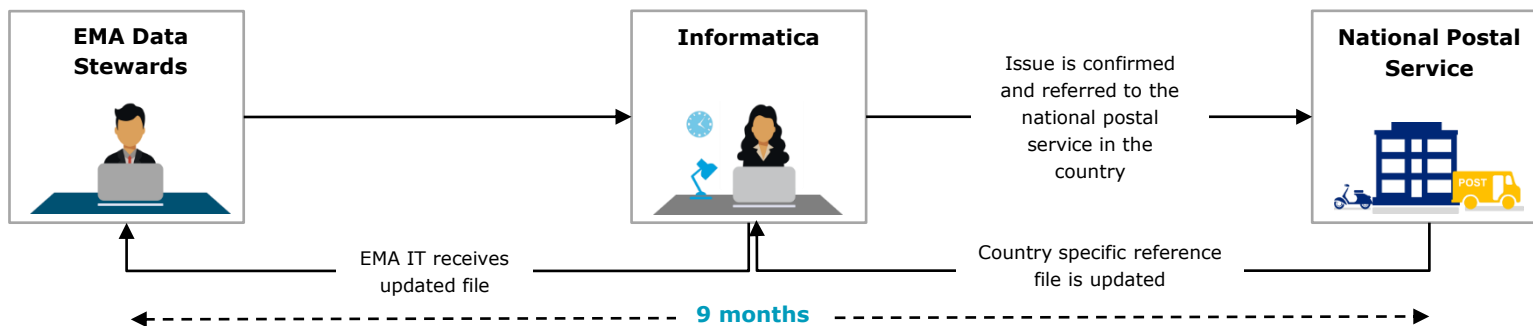 EMA Data
Stewards
Informatica
Issue is confirmed
and referred to the
national postal
service in the
country
National Postal
Service
POST
EMA IT receives
updated file
Country specific reference
file is updated
9 months